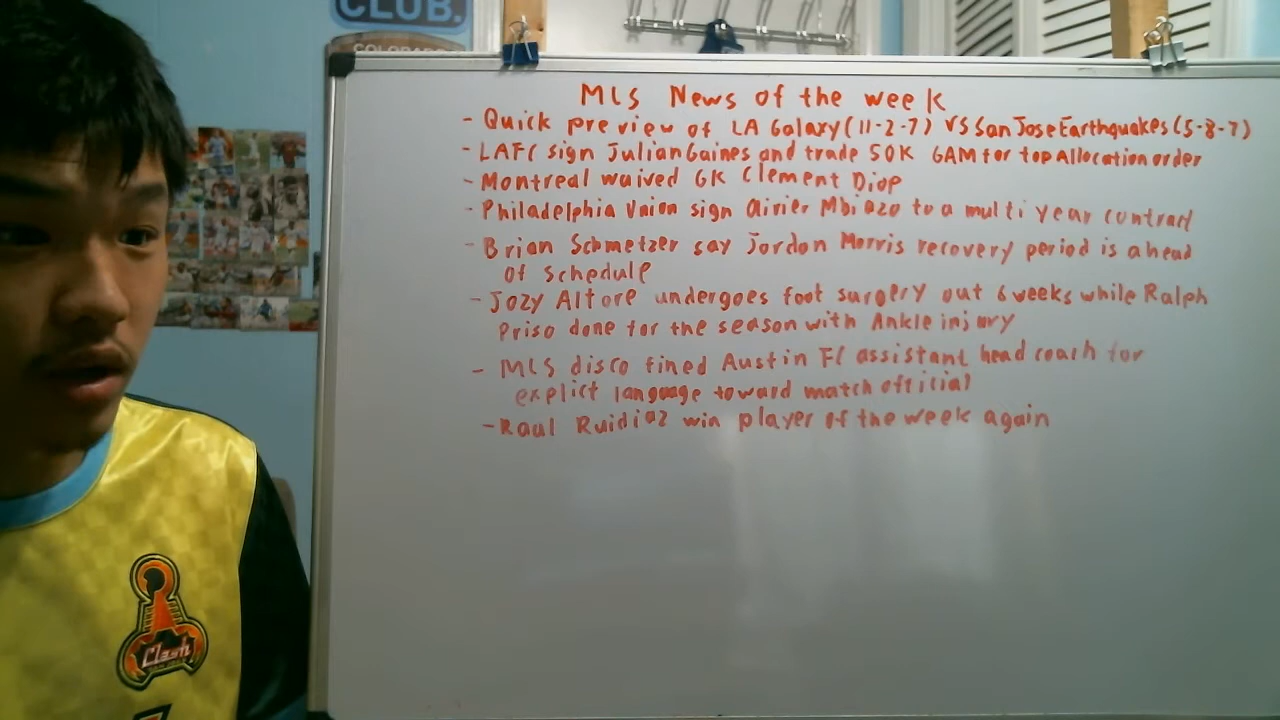 CLUB.
COLORADO
MLS News of the week
- Quick preview of LA Galaxy (11-2-7) VS San Jose Earthquakes (5-8-7)
- LAFC sign Julian Gaines and trade 50K GAM for top Allocation order
- Montreal waived GK Clement Diop
- Philadelphia Union sign Olivier Mbaizo to a multi year contract
- Brian Schmetzer say Jordon Morris recovery period is ahead
of schedule
- Jozy Altore undergoes foot surgery out 6 weeks while Ralph
Priso done for the season with Ankle injury
- MLS disco fined Austin FC assistant head coach for
explict language toward match official
- Raul Ruidiaz win player of the week again
Clash